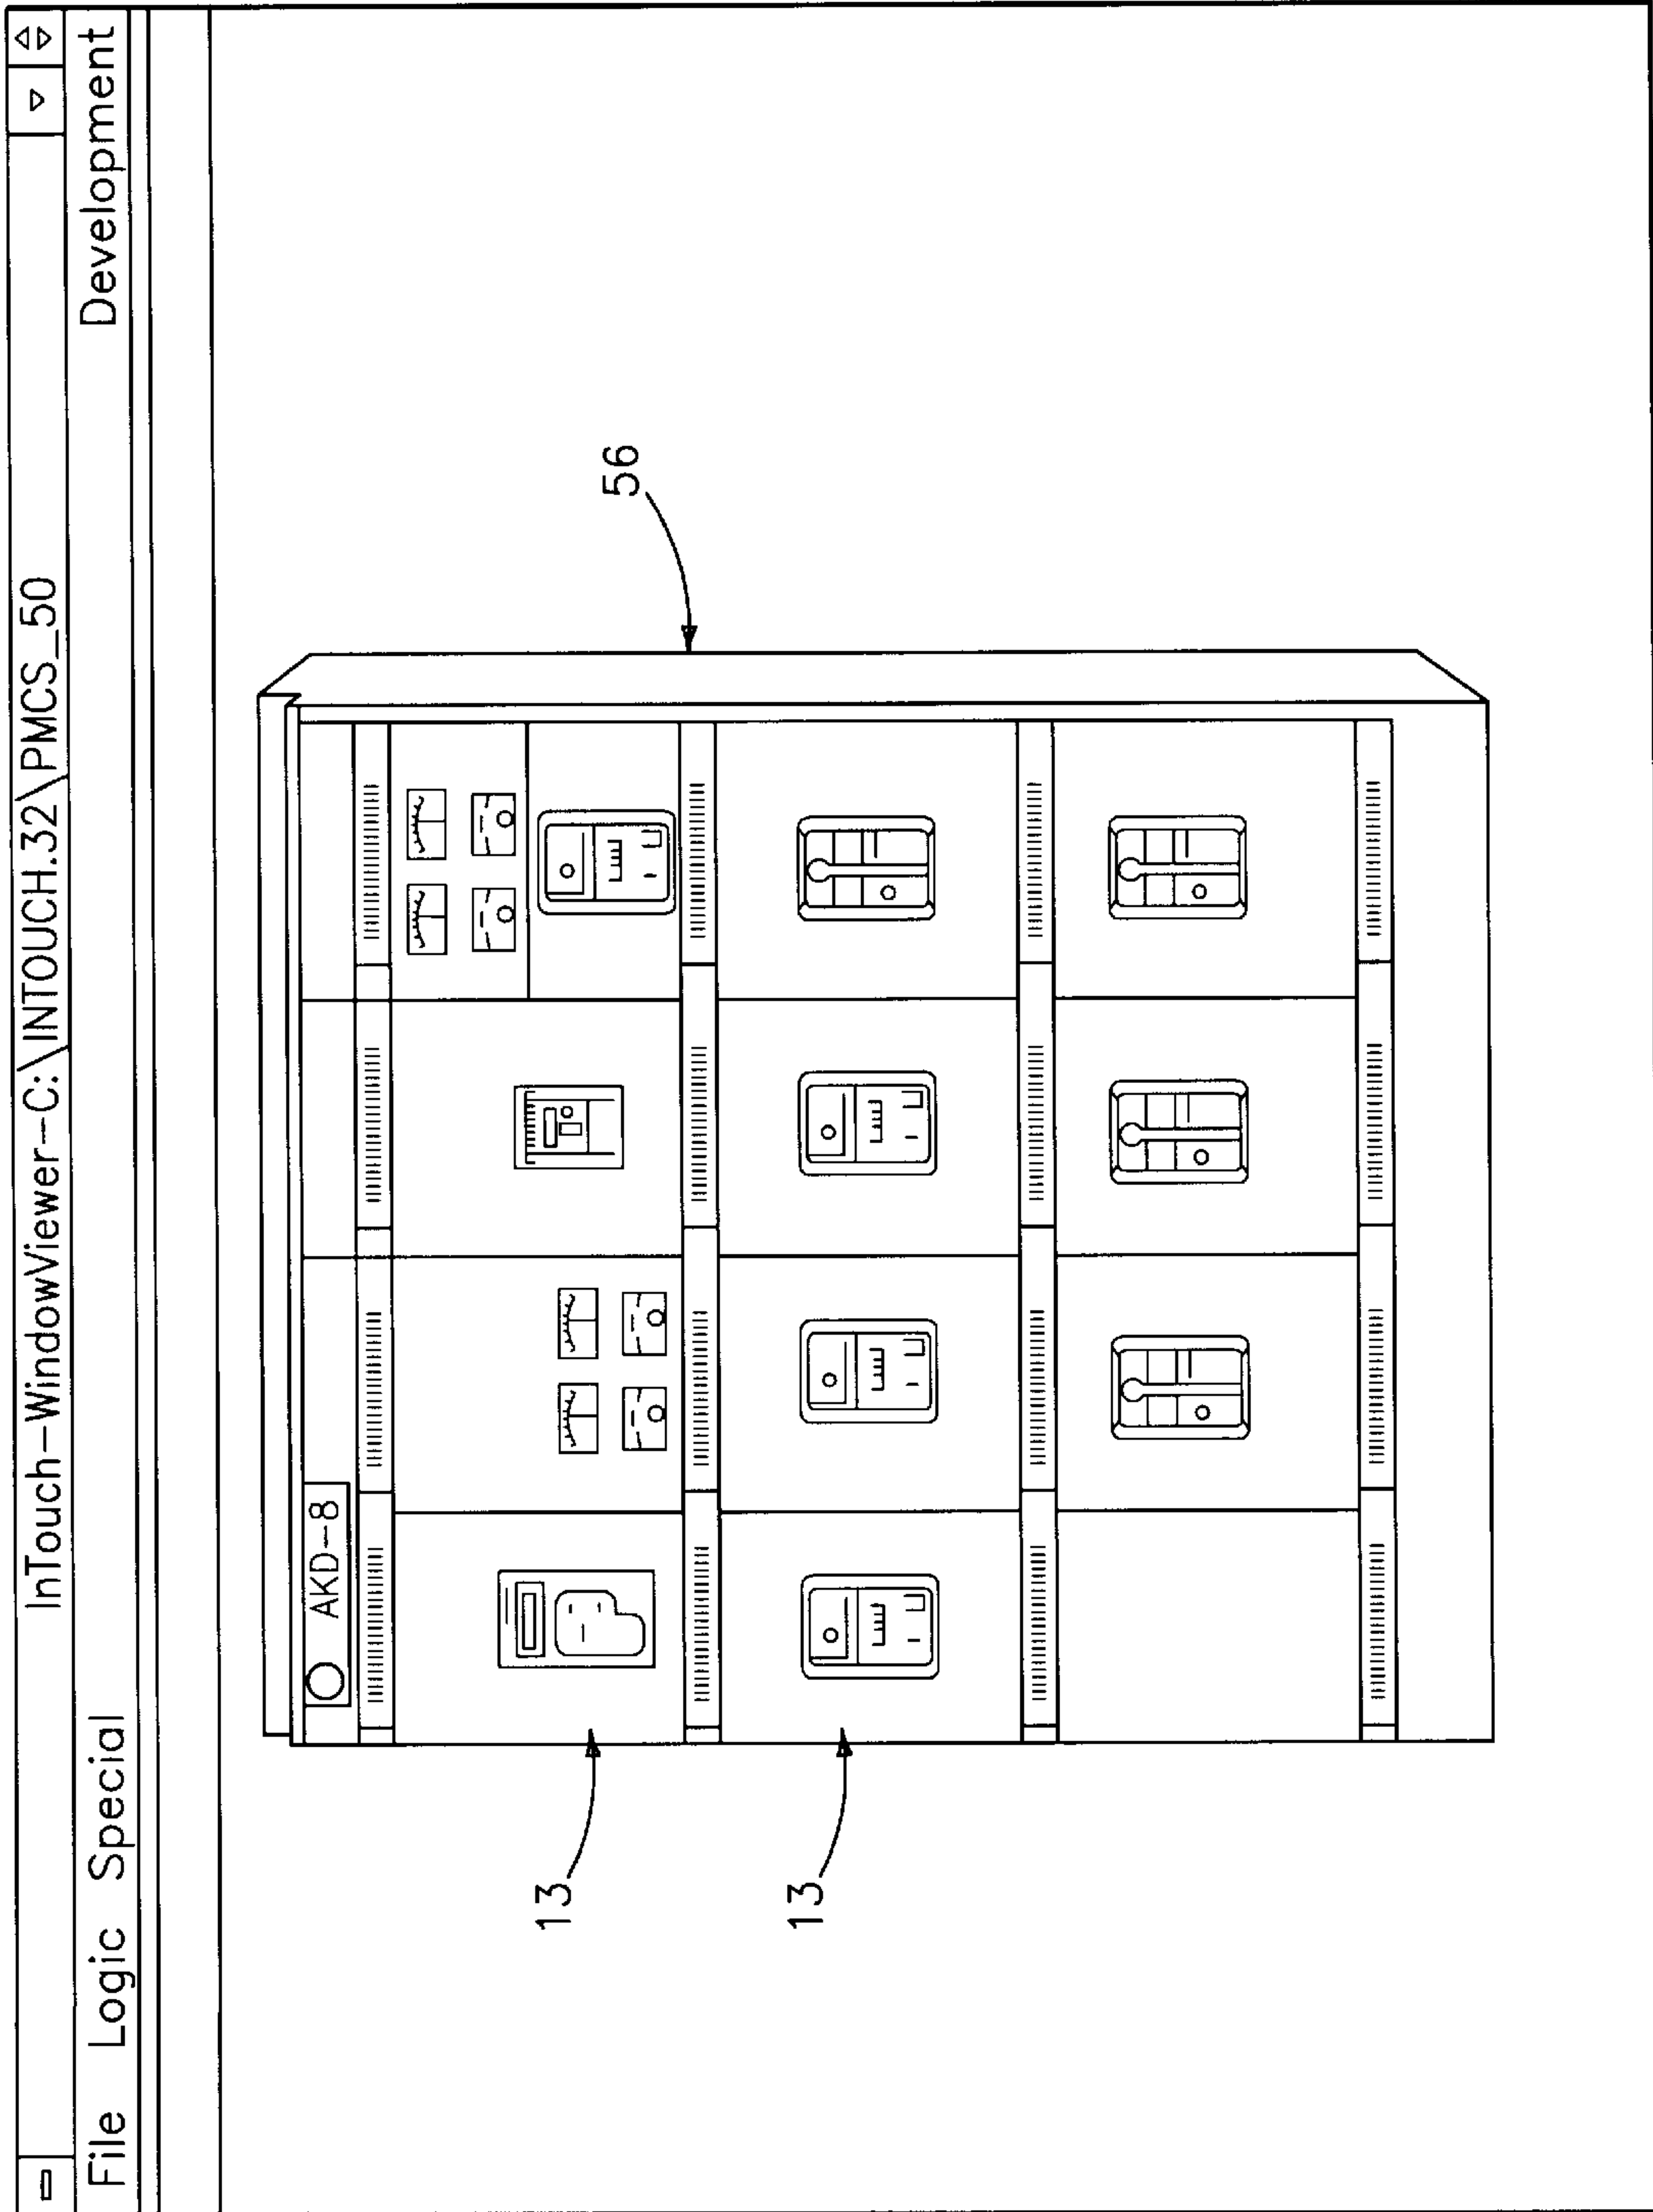 InTouch-WindowViewer-C:\INTOUCH.32\PMCS_50
File Logic Special Development
AKD-8
56
13
13